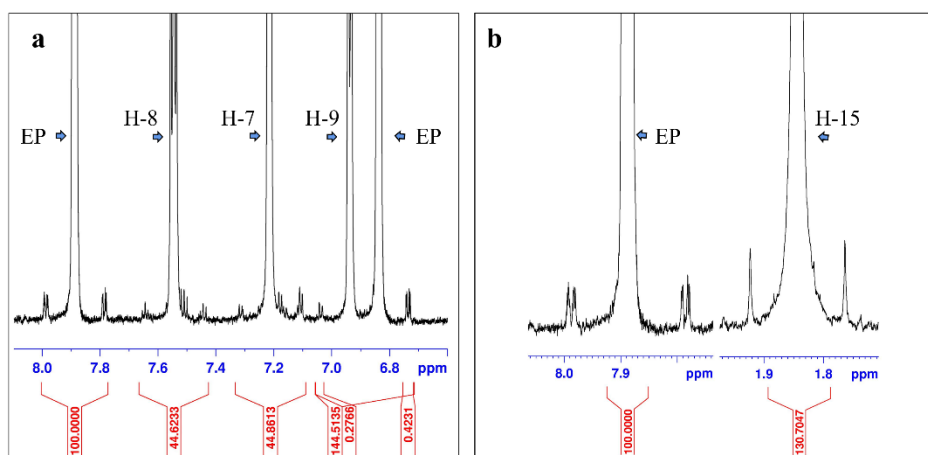 a
EP
H-8
H-7
H-9
EP
8.0 7.8 7.6 7.4 7.2 7.0 6.8 ppm
100.0000
44.6233
44.8613
144.5135
0.2766
0.4231
b
EP
H-15
8.0 7.9 ppm 1.9 1.8 ppm
100.0000
130.7047